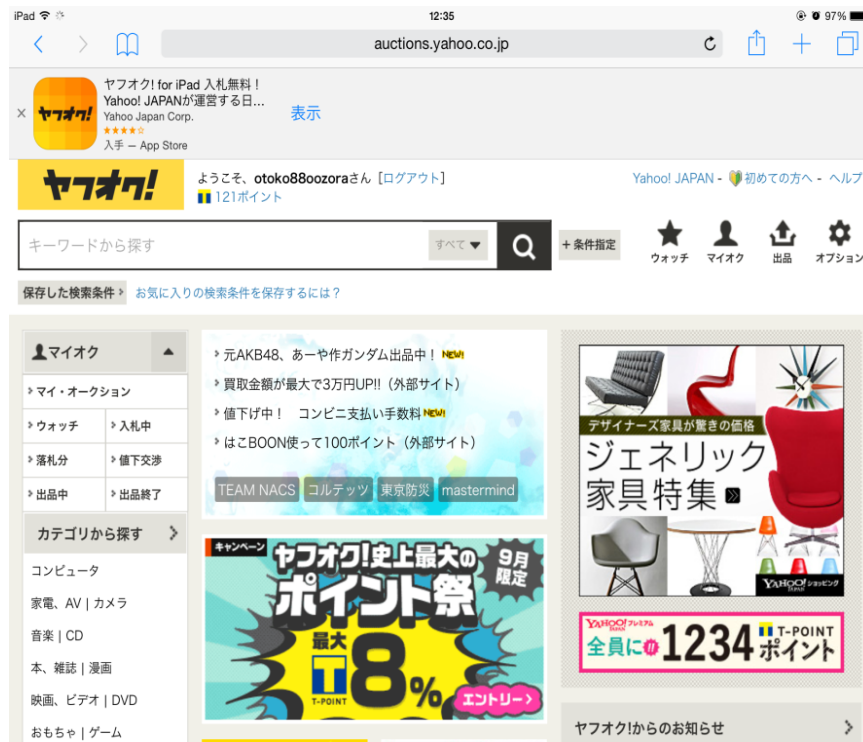 iPad 12:35 97%
auctions.yahoo.co.jp
ヤフオク! for iPad 入札無料！
Yahoo! JAPANが運営する日...
Yahoo Japan Corp.
★★★★☆
入手 — App Store
表示
ヤフオク!
ヤフオク!
ようこそ、otoko88oozoraさん [ログアウト]
121ポイント
Yahoo! JAPAN - 初めての方へ - ヘルプ
キーワードから探す
すべて▼
+条件指定
ウォッチ
マイオク
出品
オプション
保存した検索条件
お気に入りの検索条件を保存するには？
マイオク
マイ・オークション
ウォッチ 入札中
落札分 値下交渉
出品中 出品終了
カテゴリから探す
コンピュータ
家電、AV | カメラ
音楽 | CD
本、雑誌 | 漫画
映画、ビデオ | DVD
おもちゃ | ゲーム
元AKB48、あーや作ガンダム出品中！ NEW!
買取金額が最大で3万円UP!!（外部サイト）
値下げ中！ コンビニ支払い手数料 NEW!
はこBOON使って100ポイント（外部サイト）
TEAM NACS コルテッツ 東京防災 mastermind
キャンペーン
ヤフオク!史上最大の
ポイント祭
9月
限定
最大
T-POINT
8%
エントリー>
デザイナーズ家具が驚きの価格
ジェネリック
家具特集
YAHOO! JAPAN ショッピング
YAHOO! JAPAN プレミアム
全員に!!
1234
T-POINT
ポイント
ヤフオク!からのお知らせ